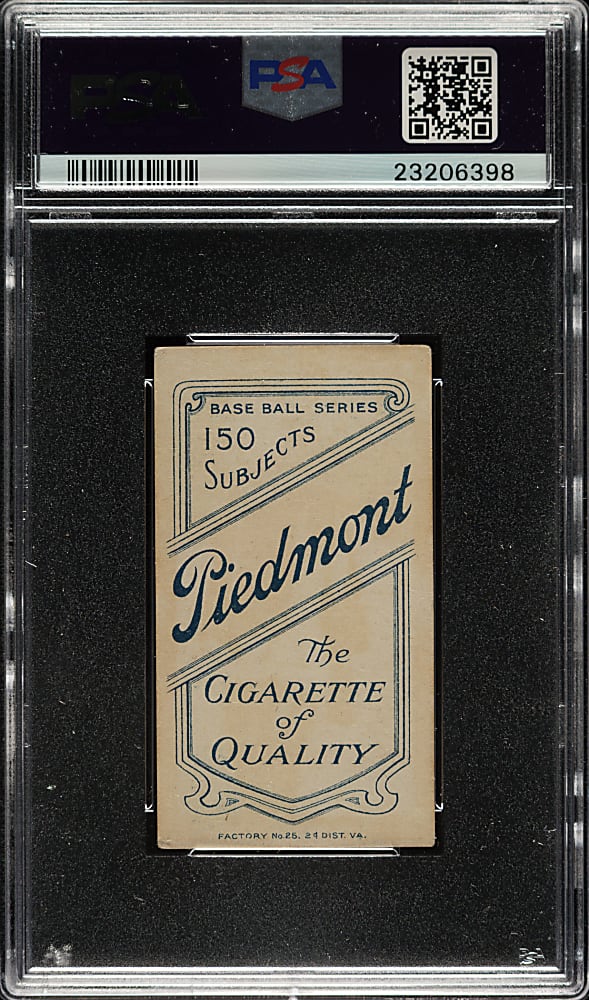 PSA
PSA
23206398
BASE BALL SERIES
150
SUBJECTS
Piedmont
The
CIGARETTE
of
QUALITY
FACTORY No. 25, 2d DIST. VA.